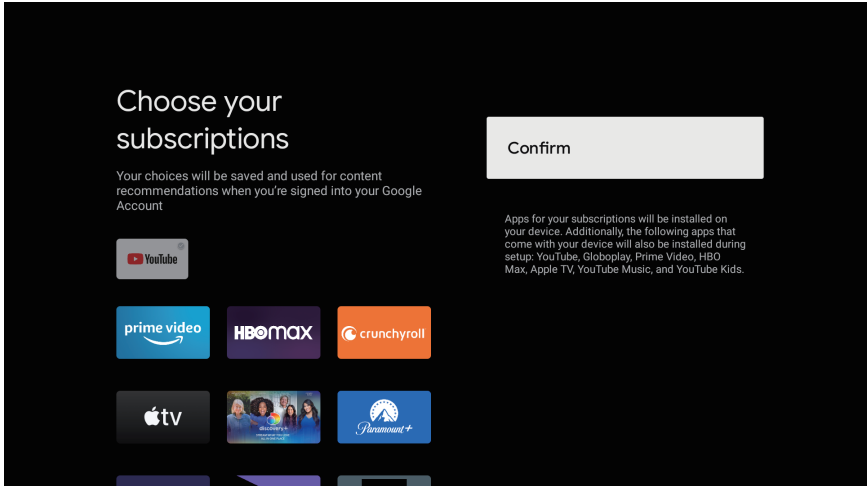 Choose your
subscriptions
Your choices will be saved and used for content
recommendations when you're signed into your Google
Account
YouTube
prime video
HBOmax
crunchyroll
tv
discovery+
Paramount+
Confirm
Apps for your subscriptions will be installed on
your device. Additionally, the following apps that
come with your device will also be installed during
setup: YouTube, Globoplay, Prime Video, HBO
Max, Apple TV, YouTube Music, and YouTube Kids.